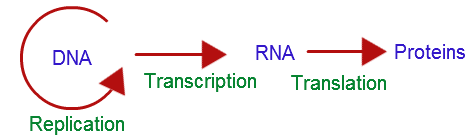 DNA
RNA
Proteins
Transcription
Translation
Replication